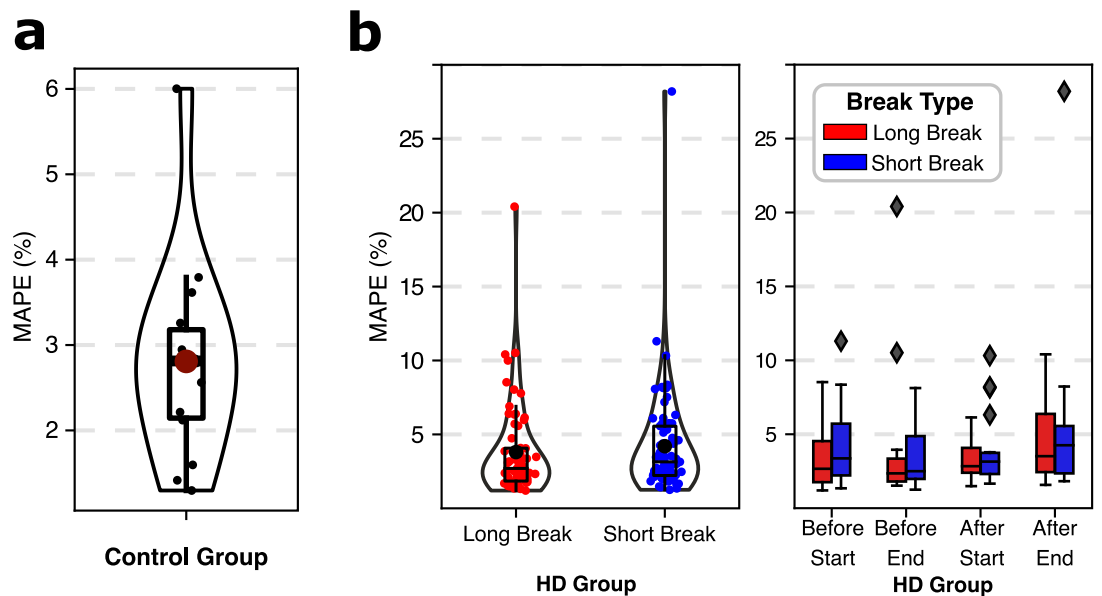 a
b
MAPE (%)
6
5
4
3
2
Control Group
MAPE (%)
25
20
15
10
5
Long Break
Short Break
HD Group
25
20
15
10
5
Break Type
Long Break
Short Break
Before Start
Before End
After Start
After End
HD Group